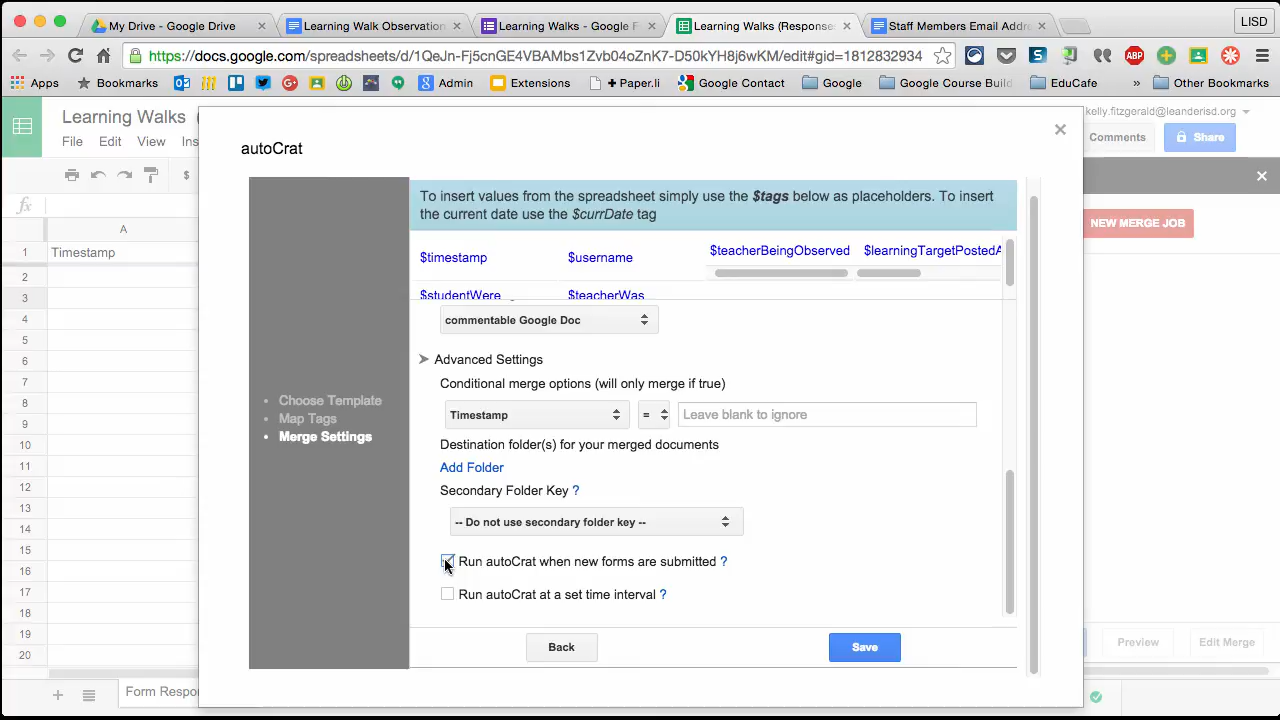 My Drive - Google Drive
Learning Walk Observation
Learning Walks - Google F
Learning Walks (Response
Staff Members Email Addre
LISD
https://docs.google.com/spreadsheets/d/1QeJn-Fj5cnGE4VBAMbs1Zvb04oZnK7-D50kYH8j6wKM/edit#gid=1812832934
ABP
Apps
Bookmarks
Admin
Extensions
+ Paper.li
Google Contact
Google
Google Course Build
EduCafe
»
Other Bookmarks
Learning Walks (
kelly.fitzgerald@leanderisd.org
File
Edit
View
Ins
Comments
Share
autoCrat
$
fx
A
NEW MERGE JOB
1
Timestamp
2
3
4
5
6
7
8
9
10
11
12
13
14
15
16
17
18
19
20
Choose Template
Map Tags
Merge Settings
To insert values from the spreadsheet simply use the $tags below as placeholders. To insert
the current date use the $currDate tag
$timestamp
$username
$teacherBeingObserved
$learningTargetPostedA
$studentWere
$teacherWas
commentable Google Doc
Advanced Settings
Conditional merge options (will only merge if true)
Timestamp
=
Leave blank to ignore
Destination folder(s) for your merged documents
Add Folder
Secondary Folder Key ?
-- Do not use secondary folder key --
Run autoCrat when new forms are submitted ?
Run autoCrat at a set time interval ?
Back
Save
Preview
Edit Merge
Form Respo